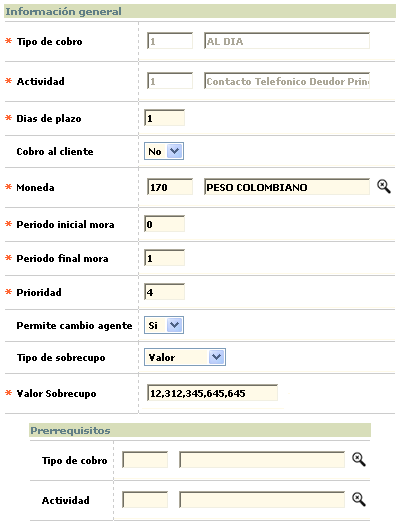 Información general
* Tipo de cobro 1 AL DIA
* Actividad 1 Contacto Telefonico Deudor Prin
* Dias de plazo 1
Cobro al cliente No
* Moneda 170 PESO COLOMBIANO
* Periodo inicial mora 0
* Periodo final mora 1
* Prioridad 4
Permite cambio agente Si
Tipo de sobrecupo Valor
* Valor Sobrecupo 12,312,345,645,645
Prerrequisitos
Tipo de cobro
Actividad